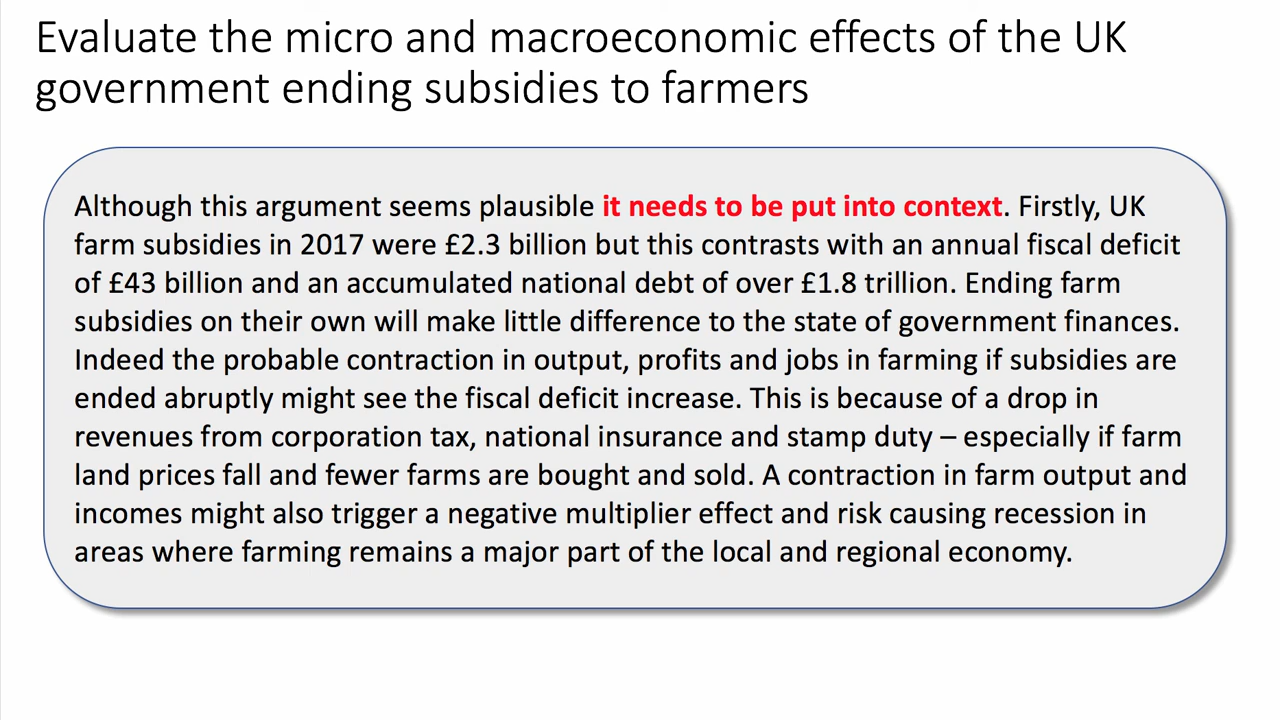 Evaluate the micro and macroeconomic effects of the UK
government ending subsidies to farmers
Although this argument seems plausible it needs to be put into context. Firstly, UK
farm subsidies in 2017 were £2.3 billion but this contrasts with an annual fiscal deficit
of £43 billion and an accumulated national debt of over £1.8 trillion. Ending farm
subsidies on their own will make little difference to the state of government finances.
Indeed the probable contraction in output, profits and jobs in farming if subsidies are
ended abruptly might see the fiscal deficit increase. This is because of a drop in
revenues from corporation tax, national insurance and stamp duty – especially if farm
land prices fall and fewer farms are bought and sold. A contraction in farm output and
incomes might also trigger a negative multiplier effect and risk causing recession in
areas where farming remains a major part of the local and regional economy.